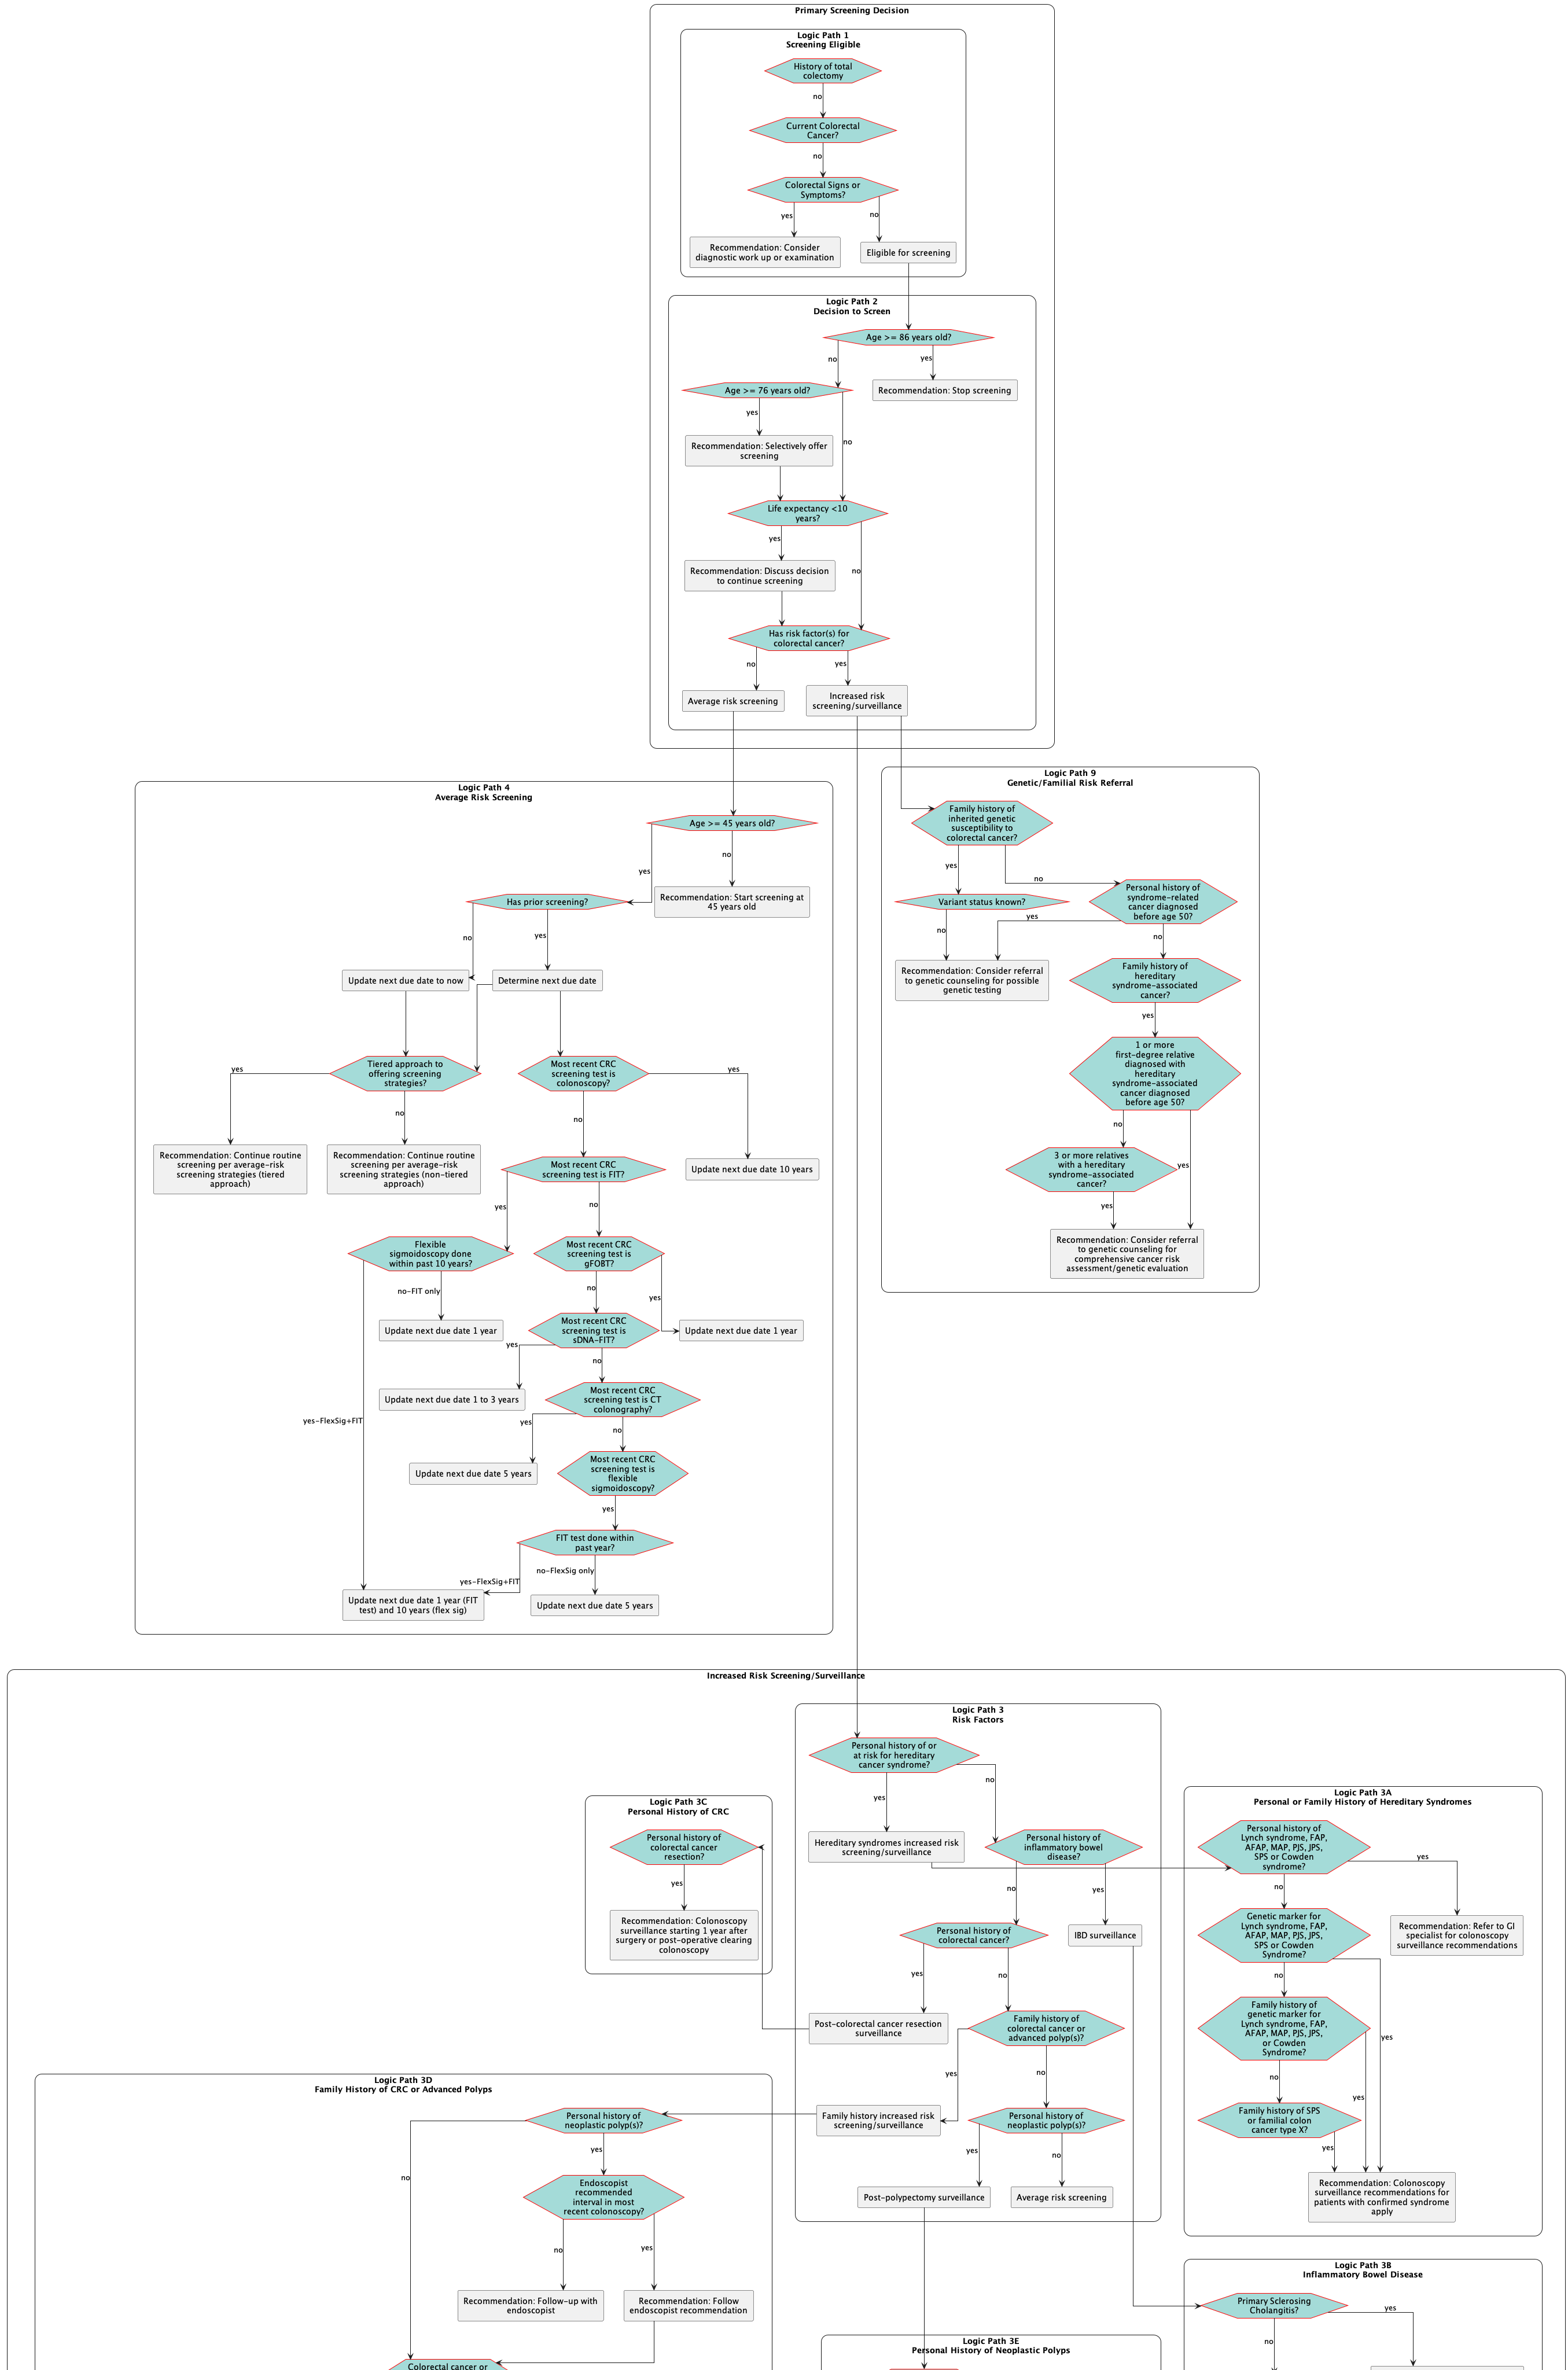 Primary Screening Decision
Logic Path 1
Screening Eligible
History of total
colectomy
no
Current Colorectal
Cancer?
no
Colorectal Signs or
Symptoms?
yes
no
Recommendation: Consider
diagnostic work up or examination
Eligible for screening
Logic Path 2
Decision to Screen
Age >= 86 years old?
no
yes
Age >= 76 years old?
Recommendation: Stop screening
yes
no
Recommendation: Selectively offer
screening
Life expectancy <10
years?
yes
no
Recommendation: Discuss decision
to continue screening
Has risk factor(s) for
colorectal cancer?
no
yes
Average risk screening
Increased risk
screening/surveillance
Logic Path 9
Genetic/Familial Risk Referral
Family history of
inherited genetic
susceptibility to
colorectal cancer?
yes
no
Variant status known?
Personal history of
syndrome-related
cancer diagnosed
before age 50?
no
yes
no
Recommendation: Consider referral
to genetic counseling for possible
genetic testing
Family history of
hereditary
syndrome-associated
cancer?
yes
1 or more
first-degree relative
diagnosed with
hereditary
syndrome-associated
cancer diagnosed
before age 50?
no
yes
3 or more relatives
with a hereditary
syndrome-associated
cancer?
yes
Recommendation: Consider referral
to genetic counseling for
comprehensive cancer risk
assessment/genetic evaluation
Logic Path 4
Average Risk Screening
Age >= 45 years old?
yes
no
Has prior screening?
Recommendation: Start screening at
45 years old
no
yes
Update next due date to now
Determine next due date
Tiered approach to
offering screening
strategies?
Most recent CRC
screening test is
colonoscopy?
yes
no
no
yes
Recommendation: Continue routine
screening per average-risk
screening strategies (tiered
approach)
Recommendation: Continue routine
screening per average-risk
screening strategies (non-tiered
approach)
Most recent CRC
screening test is FIT?
Update next due date 10 years
yes
no
Flexible
sigmoidoscopy done
within past 10 years?
Most recent CRC
screening test is
gFOBT?
no-FIT only
no
yes
Update next due date 1 year
Most recent CRC
screening test is
sDNA-FIT?
Update next due date 1 year
yes
no
Update next due date 1 to 3 years
Most recent CRC
screening test is CT
colonography?
yes-FlexSig+FIT
yes
no
Update next due date 5 years
Most recent CRC
screening test is
flexible
sigmoidoscopy?
yes
FIT test done within
past year?
yes-FlexSig+FIT
no-FlexSig only
Update next due date 1 year (FIT
test) and 10 years (flex sig)
Update next due date 5 years
Increased Risk Screening/Surveillance
Logic Path 3
Risk Factors
Personal history of or
at risk for hereditary
cancer syndrome?
yes
no
Hereditary syndromes increased risk
screening/surveillance
Personal history of
inflammatory bowel
disease?
no
yes
Personal history of
colorectal cancer?
IBD surveillance
yes
no
Post-colorectal cancer resection
surveillance
Family history of
colorectal cancer or
advanced polyp(s)?
yes
no
Family history increased risk
screening/surveillance
Personal history of
neoplastic polyp(s)?
yes
no
Post-polypectomy surveillance
Average risk screening
Logic Path 3C
Personal History of CRC
Personal history of
colorectal cancer
resection?
yes
Recommendation: Colonoscopy
surveillance starting 1 year after
surgery or post-operative clearing
colonoscopy
Logic Path 3A
Personal or Family History of Hereditary Syndromes
Personal history of
Lynch syndrome, FAP,
AFAP, MAP, PJS, JPS,
SPS or Cowden
syndrome?
no
yes
Genetic marker for
Lynch syndrome, FAP,
AFAP, MAP, PJS, JPS,
SPS or Cowden
Syndrome?
Recommendation: Refer to GI
specialist for colonoscopy
surveillance recommendations
no
yes
Family history of
genetic marker for
Lynch syndrome, FAP,
AFAP, MAP, PJS, JPS,
or Cowden
Syndrome?
no
yes
Family history of SPS
or familial colon
cancer type X?
yes
Recommendation: Colonoscopy
surveillance recommendations for
patients with confirmed syndrome
apply
Logic Path 3D
Family History of CRC or Advanced Polyps
Personal history of
neoplastic polyp(s)?
no
yes
Endoscopist
recommended
interval in most
recent colonoscopy?
no
yes
Recommendation: Follow-up with
endoscopist
Recommendation: Follow
endoscopist recommendation
Colorectal cancer or
Logic Path 3E
Personal History of Neoplastic Polyps
Logic Path 3B
Inflammatory Bowel Disease
Primary Sclerosing
Cholangitis?
no
yes